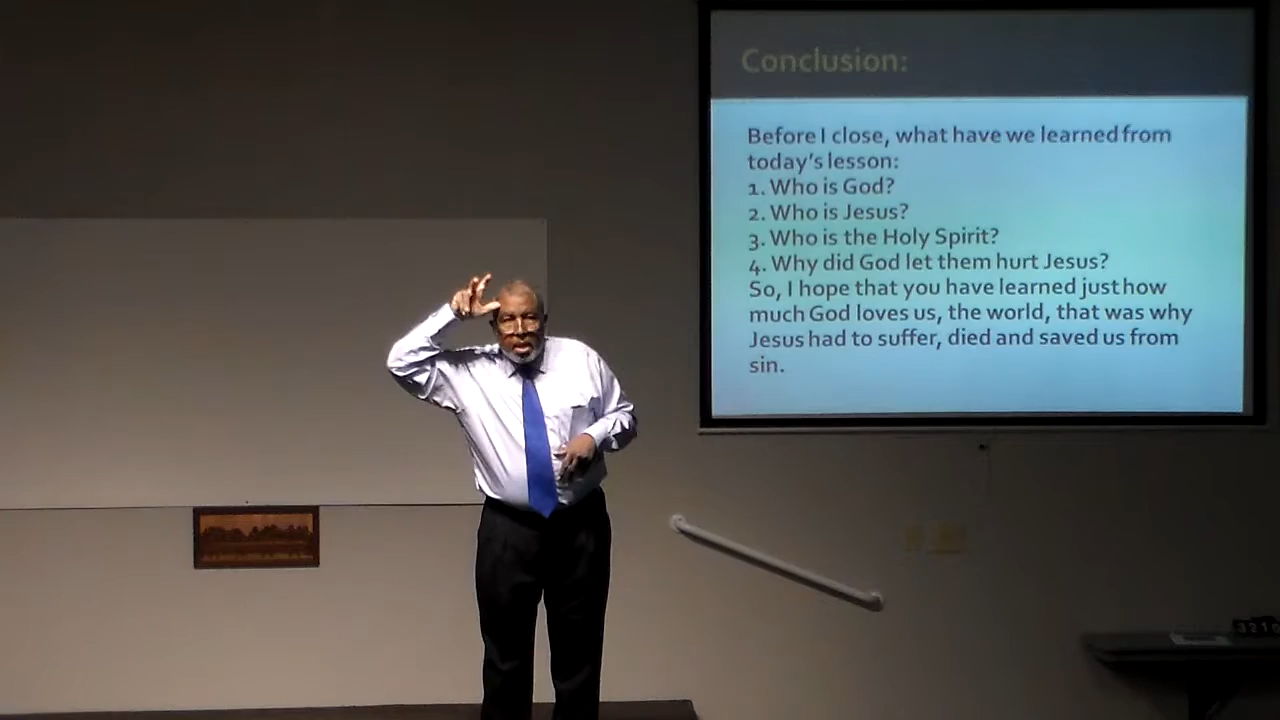 Conclusion:
Before I close, what have we learned from
today's lesson:
1. Who is God?
2. Who is Jesus?
3. Who is the Holy Spirit?
4. Why did God let them hurt Jesus?
So, I hope that you have learned just how
much God loves us, the world, that was why
Jesus had to suffer, died and saved us from
sin.